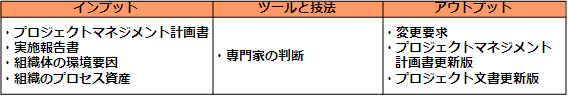 インプット
ツールと技法
アウトプット
・プロジェクトマネジメント計画書
・実施報告書
・組織体の環境要因
・組織のプロセス資産
・専門家の判断
・変更要求
・プロジェクトマネジメント
計画書更新版
・プロジェクト文書更新版